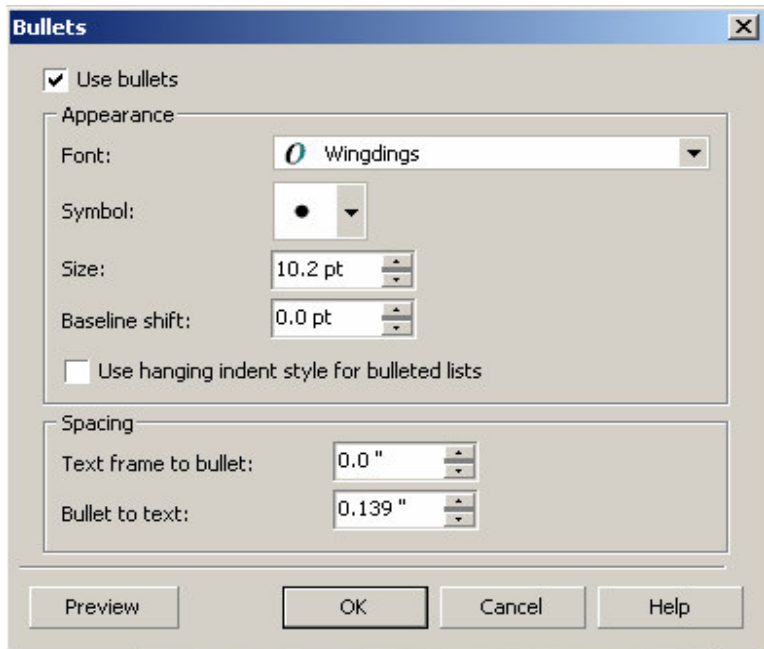 Bullets
Use bullets
Appearance
Font: O Wingdings
Symbol:
Size: 10.2 pt
Baseline shift: 0.0 pt
Use hanging indent style for bulleted lists
Spacing
Text frame to bullet: 0.0 "
Bullet to text: 0.139 "
Preview OK Cancel Help